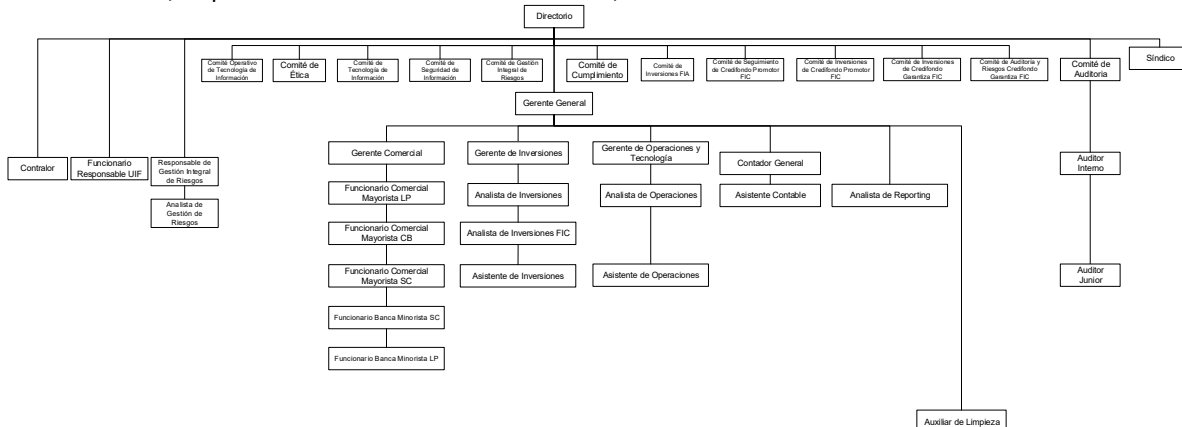 Directorio
Comité Operativo
de Tecnología de
Información
Comité de
Ética
Comité de
Tecnología de
Información
Comité de
Seguridad de
Información
Comité de Gestión
Integral de
Riesgos
Comité de
Cumplimiento
Comité de
Inversiones FIA
Comité de Seguimiento
de Credifondo Promotor
FIC
Comité de Inversiones
de Credifondo Promotor
FIC
Comité de Inversiones
de Credifondo
Garantiza FIC
Comité de Auditoría y
Riesgos Credifondo
Garantiza FIC
Comité de
Auditoria
Síndico
Gerente General
Contralor
Funcionario
Responsable UIF
Responsable de
Gestión Integral
de Riesgos
Analista de
Gestión de
Riesgos
Gerente Comercial
Gerente de Inversiones
Gerente de Operaciones y
Tecnología
Contador General
Auditor
Interno
Funcionario Comercial
Mayorista LP
Analista de Inversiones
Analista de Operaciones
Asistente Contable
Analista de Reporting
Funcionario Comercial
Mayorista CB
Analista de Inversiones FIC
Funcionario Comercial
Mayorista SC
Asistente de Inversiones
Asistente de Operaciones
Auditor
Junior
Funcionario Banca Minorista SC
Funcionario Banca Minorista LP
Auxiliar de Limpieza